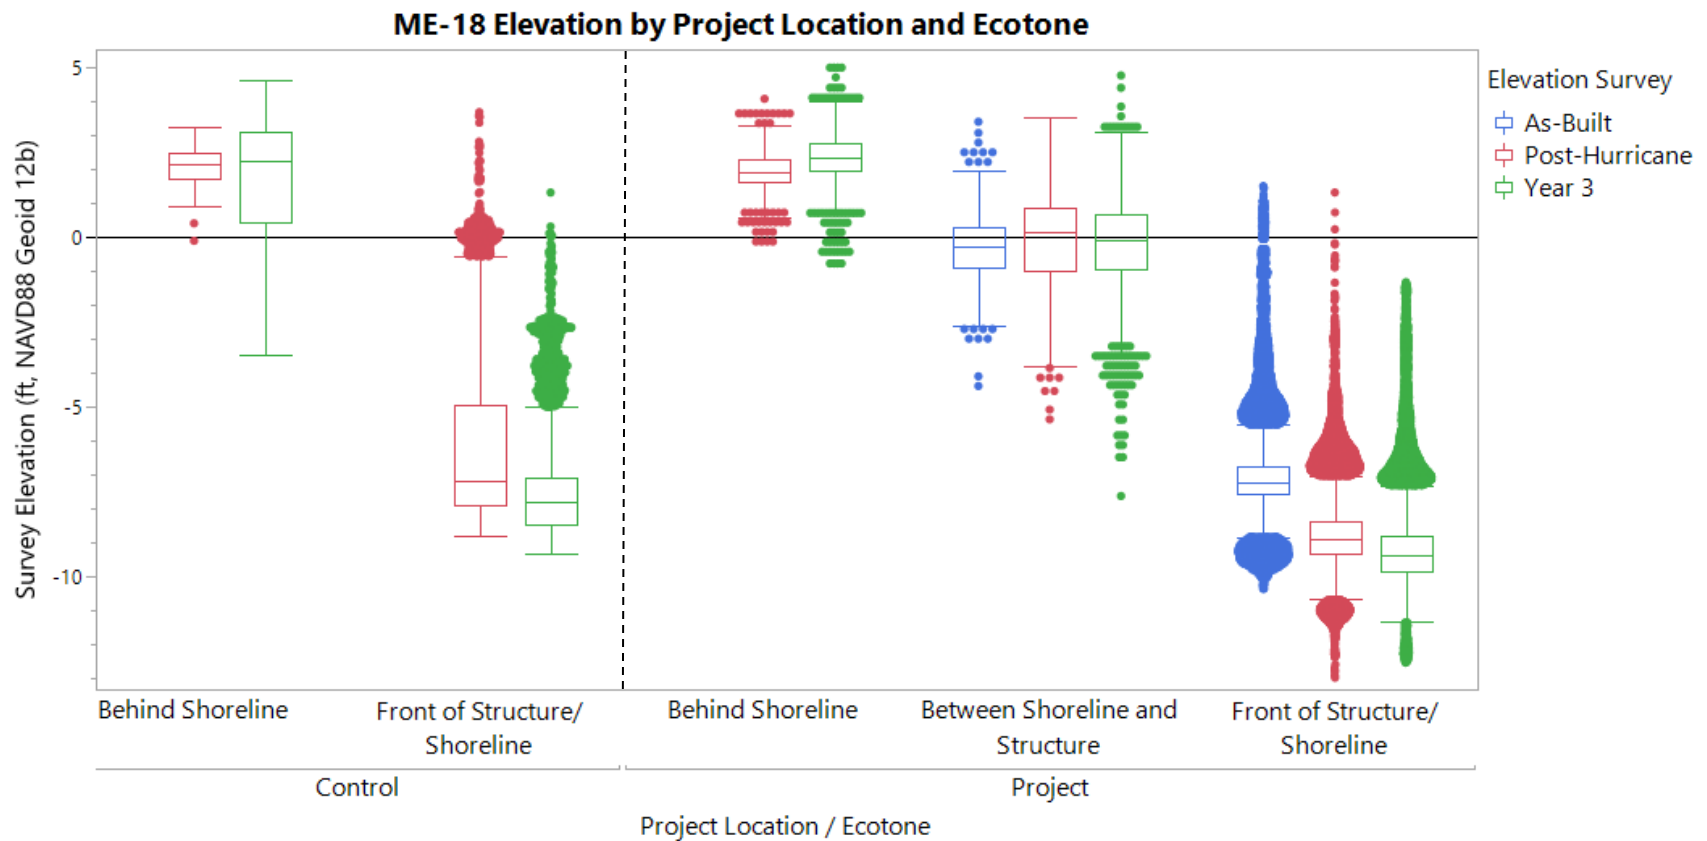 ME-18 Elevation by Project Location and Ecotone
Survey Elevation (ft, NAVD88 Geoid 12b)
5
0
-5
-10
Elevation Survey
As-Built
Post-Hurricane
Year 3
Behind Shoreline
Front of Structure/
Shoreline
Behind Shoreline
Between Shoreline and
Structure
Front of Structure/
Shoreline
Control
Project
Project Location / Ecotone